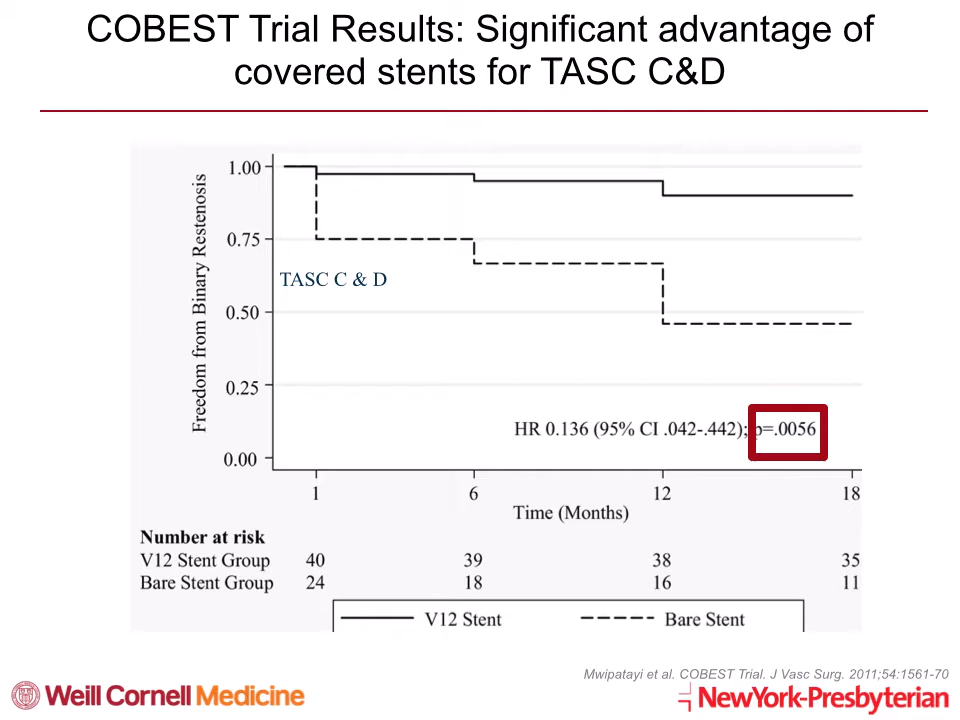 COBEST Trial Results: Significant advantage of
covered stents for TASC C&D
Freedom from Binary Restenosis
1.00
0.75
0.50
0.25
0.00
TASC C & D
HR 0.136 (95% CI .042-.442); p=.0056
1 6 12 18
Time (Months)
Number at risk
V12 Stent Group 40 39 38 35
Bare Stent Group 24 18 16 11
V12 Stent Bare Stent
Mwipatayi et al. COBEST Trial. J Vasc Surg. 2011;54:1561-70
Weill Cornell Medicine
NewYork-Presbyterian